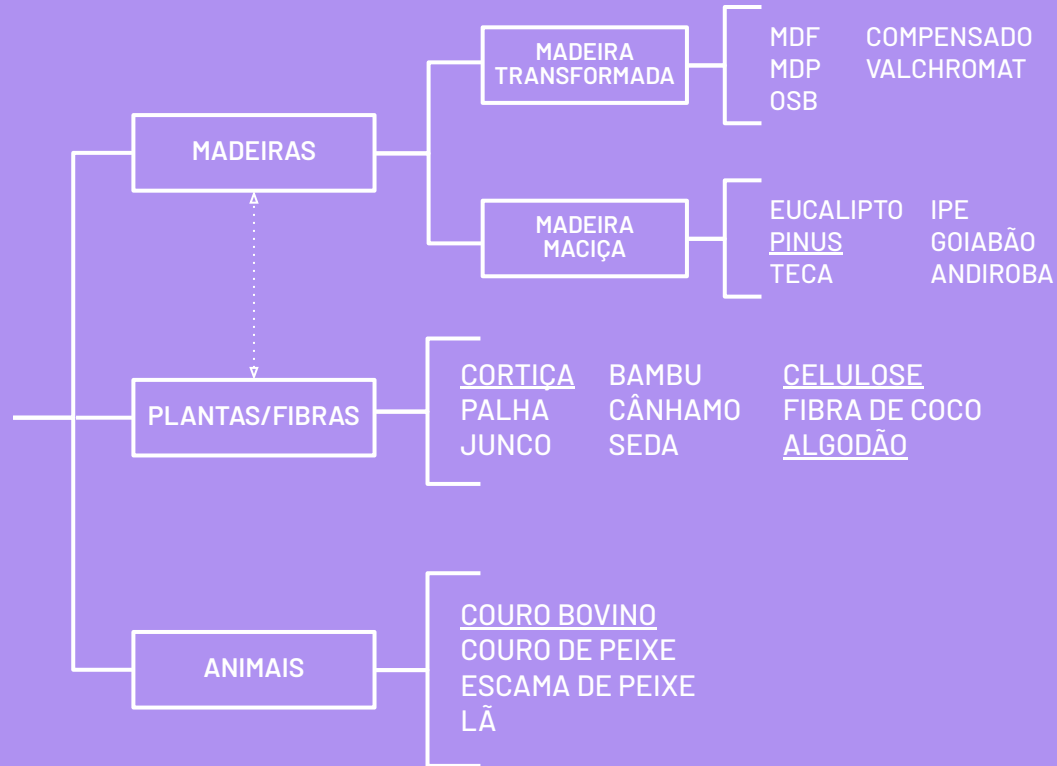 MADEIRAS
MADEIRA
TRANSFORMADA
MDF COMPENSADO
MDP VALCHROMAT
OSB
MADEIRA
MACIÇA
EUCALIPTO IPE
PINUS GOIABÃO
TECA ANDIROBA
PLANTAS/FIBRAS
CORTIÇA BAMBU CELULOSE
PALHA CÂNHAMO FIBRA DE COCO
JUNCO SEDA ALGODÃO
ANIMAIS
COURO BOVINO
COURO DE PEIXE
ESCAMA DE PEIXE
LÃ